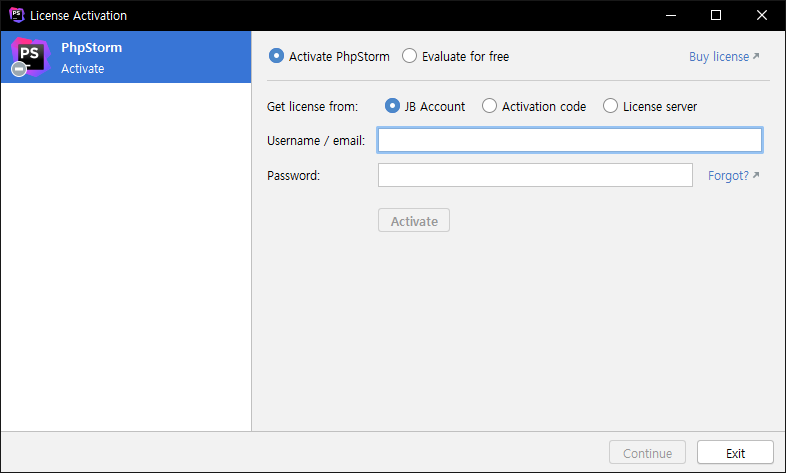 License Activation
PS
PhpStorm
Activate
Activate PhpStorm
Evaluate for free
Buy license
Get license from:
JB Account
Activation code
License server
Username / email:
Password:
Forgot?
Activate
Continue
Exit